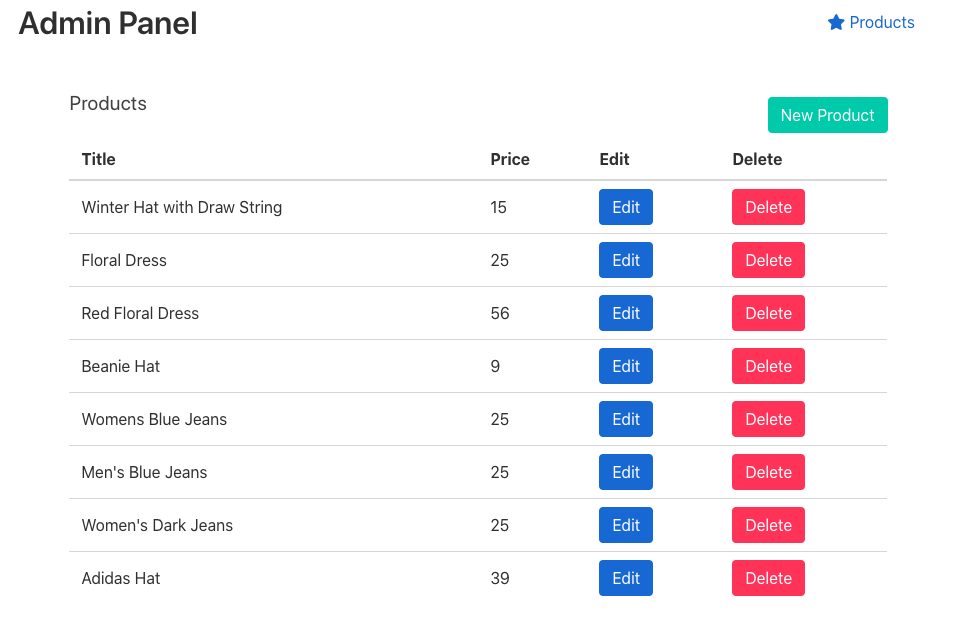 Admin Panel
Products
Products
New Product
Title Price Edit Delete
Winter Hat with Draw String 15 Edit Delete
Floral Dress 25 Edit Delete
Red Floral Dress 56 Edit Delete
Beanie Hat 9 Edit Delete
Womens Blue Jeans 25 Edit Delete
Men's Blue Jeans 25 Edit Delete
Women's Dark Jeans 25 Edit Delete
Adidas Hat 39 Edit Delete